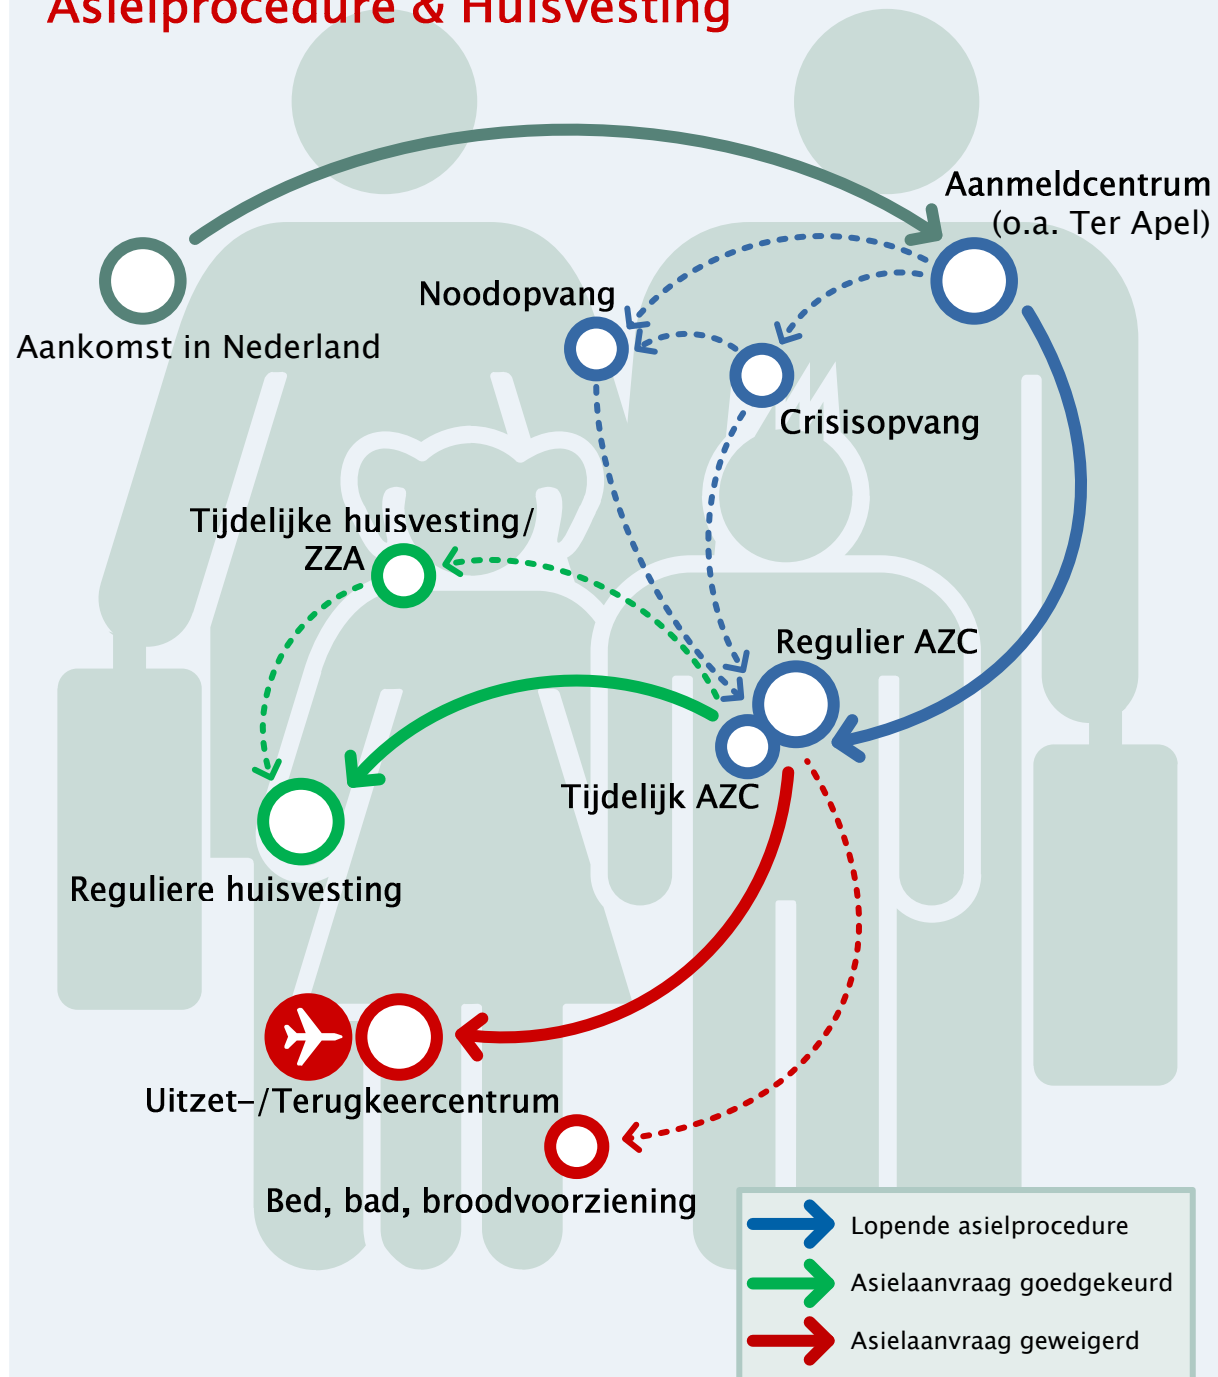 Asielprocedure & Huisvesting
Aanmeldcentrum
(o.a. Ter Apel)
Noodopvang
Aankomst in Nederland
Crisisopvang
Tijdelijke huisvesting/
ZZA
Regulier AZC
Tijdelijk AZC
Reguliere huisvesting
Uitzet-/Terugkeercentrum
Bed, bad, broodvoorziening
Lopende asielprocedure
Asielaanvraag goedgekeurd
Asielaanvraag geweigerd